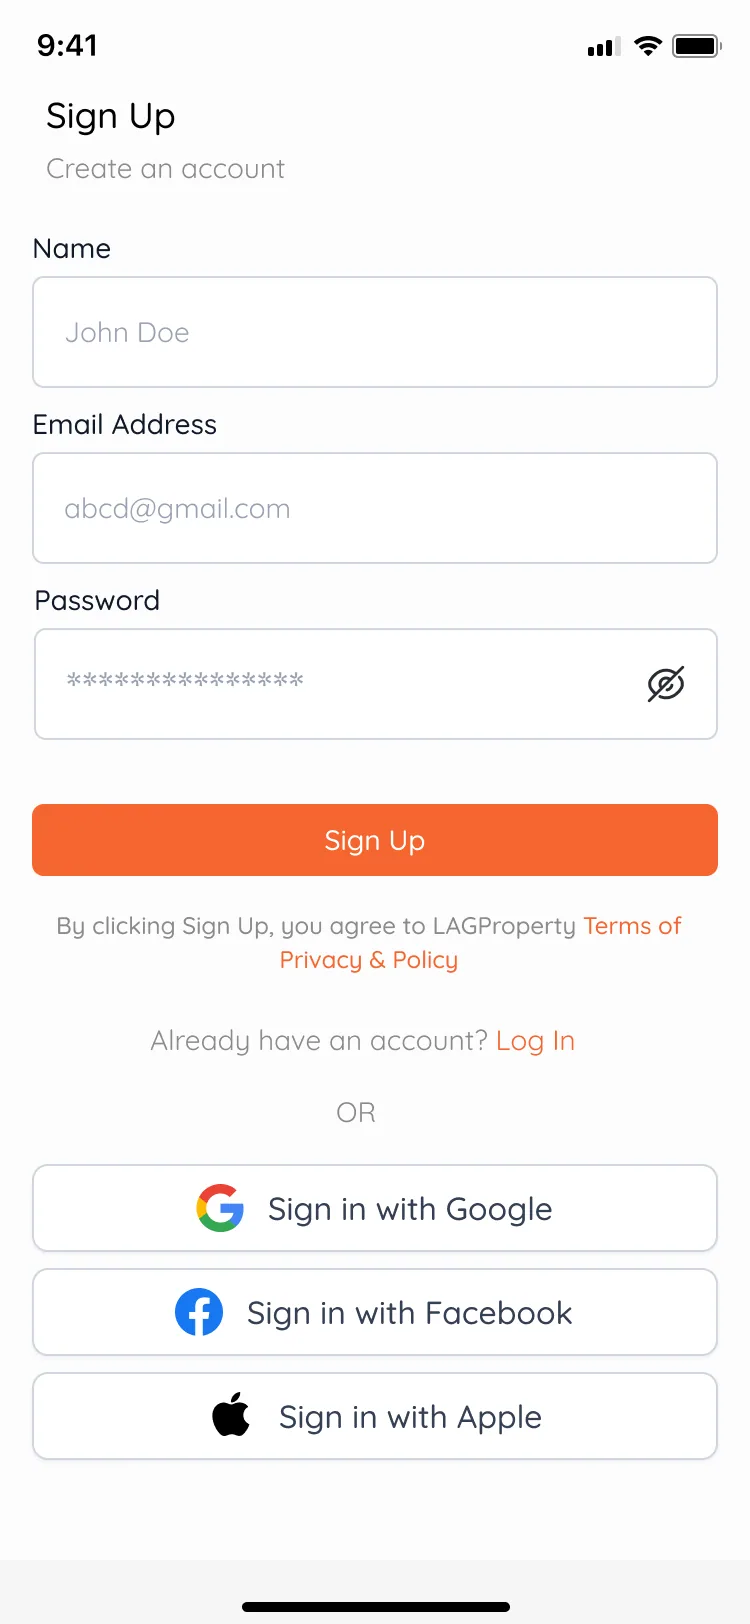 9:41
Sign Up
Create an account
Name
John Doe
Email Address
abcd@gmail.com
Password
***************
Sign Up
By clicking Sign Up, you agree to LAGProperty Terms of
Privacy & Policy
Already have an account? Log In
OR
Sign in with Google
Sign in with Facebook
Sign in with Apple